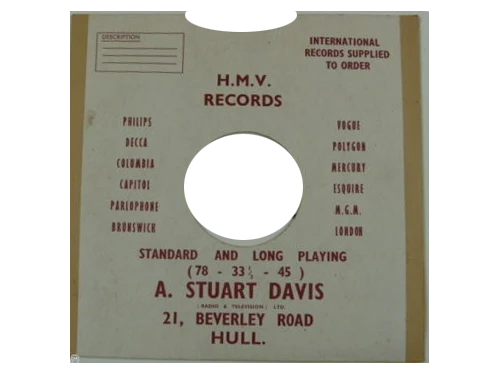 DESCRIPTION
INTERNATIONAL
RECORDS SUPPLIED
TO ORDER
H.M.V.
RECORDS
PHILIPS
DECCA
COLUMBIA
CAPITOL
PARLOPHONE
BRUNSWICK
VOGUE
POLYGON
MERCURY
ESQUIRE
M.G.M.
LONDON
STANDARD AND LONG PLAYING
( 78 - 33⅓ - 45 )
A. STUART DAVIS
( RADIO & TELEVISION ) LTD.
21, BEVERLEY ROAD
HULL.